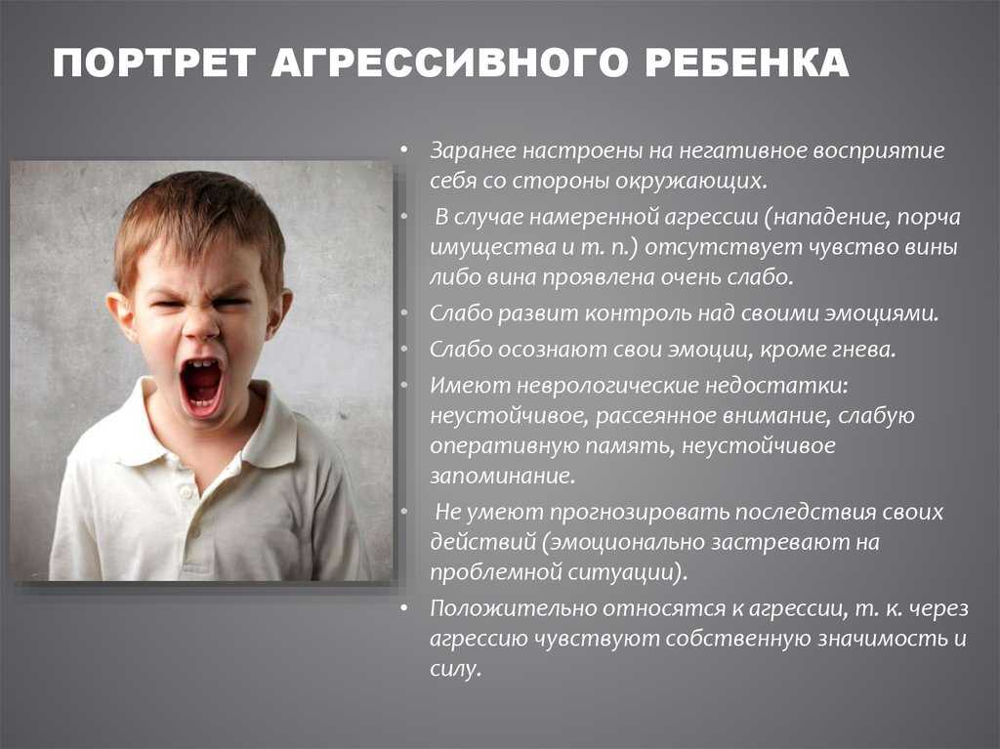 ПОРТРЕТ АГРЕССИВНОГО РЕБЕНКА
• Заранее настроены на негативное восприятие
себя со стороны окружающих.
• В случае намеренной агрессии (нападение, порча
имущества и т. п.) отсутствует чувство вины
либо вина проявлена очень слабо.
• Слабо развит контроль над своими эмоциями.
• Слабо осознают свои эмоции, кроме гнева.
• Имеют неврологические недостатки:
неустойчивое, рассеянное внимание, слабую
оперативную память, неустойчивое
запоминание.
• Не умеют прогнозировать последствия своих
действий (эмоционально застревают на
проблемной ситуации).
• Положительно относятся к агрессии, т. к. через
агрессию чувствуют собственную значимость и
силу.